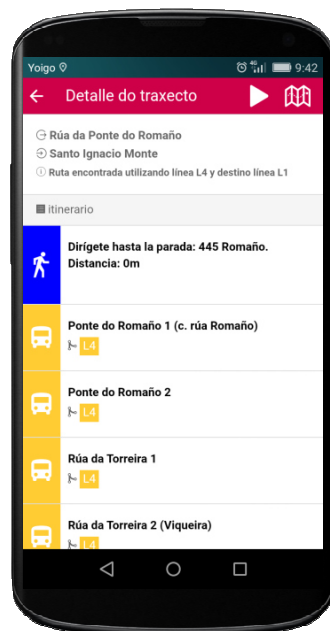 Yoigo 4G 9:42
Detalle do traxecto
Rúa da Ponte do Romaño
Santo Ignacio Monte
Ruta encontrada utilizando línea L4 y destino línea L1
itinerario
Dirígete hasta la parada: 445 Romaño.
Distancia: 0m
Ponte do Romaño 1 (c. rúa Romaño)
L4
Ponte do Romaño 2
L4
Rúa da Torreira 1
L4
Rúa da Torreira 2 (Viqueira)
L4